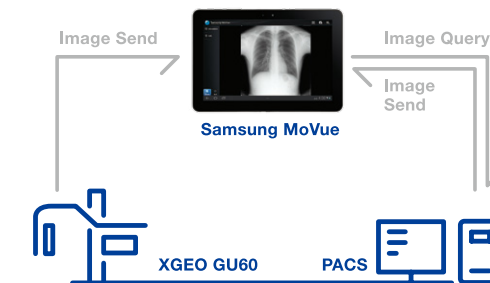 Image Send
Image Query
Image
Send
Samsung MoVue
XGEO GU60
PACS